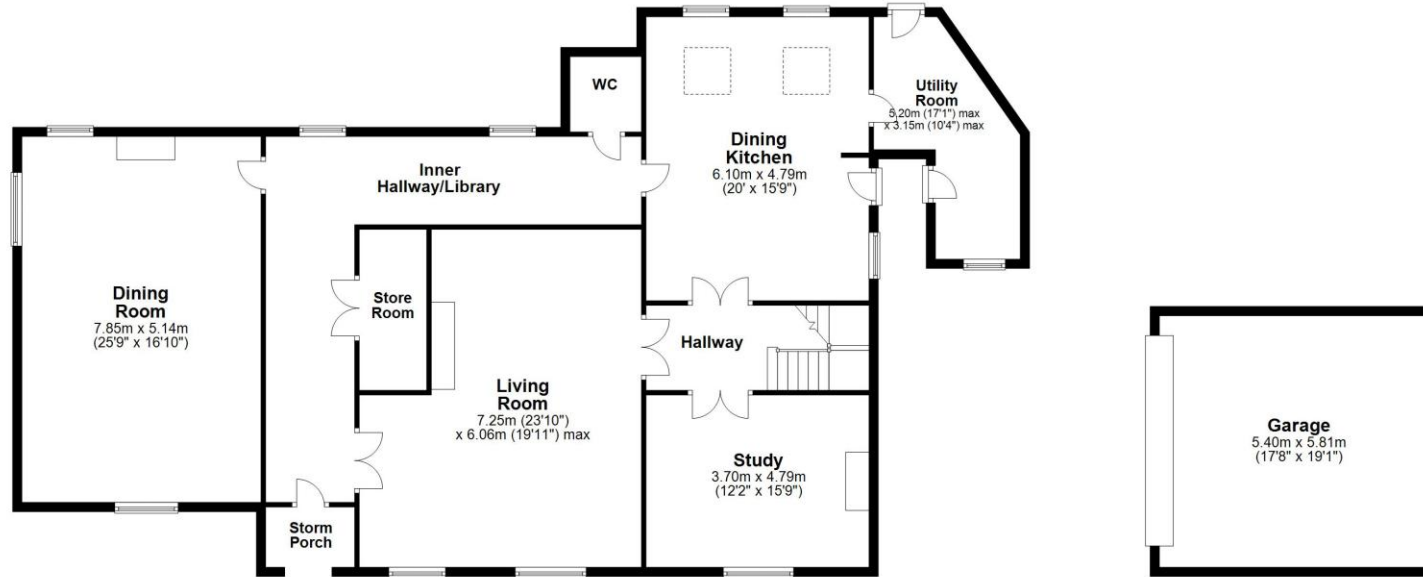 WC
Utility
Room
5.20m (17'1") max
x 3.15m (10'4") max
Dining
Kitchen
6.10m x 4.79m
(20' x 15'9")
Inner
Hallway/Library
Dining
Room
7.85m x 5.14m
(25'9" x 16'10")
Store
Room
Hallway
Living
Room
7.25m (23'10")
x 6.06m (19'11") max
Study
3.70m x 4.79m
(12'2" x 15'9")
Storm
Porch
Garage
5.40m x 5.81m
(17'8" x 19'1")